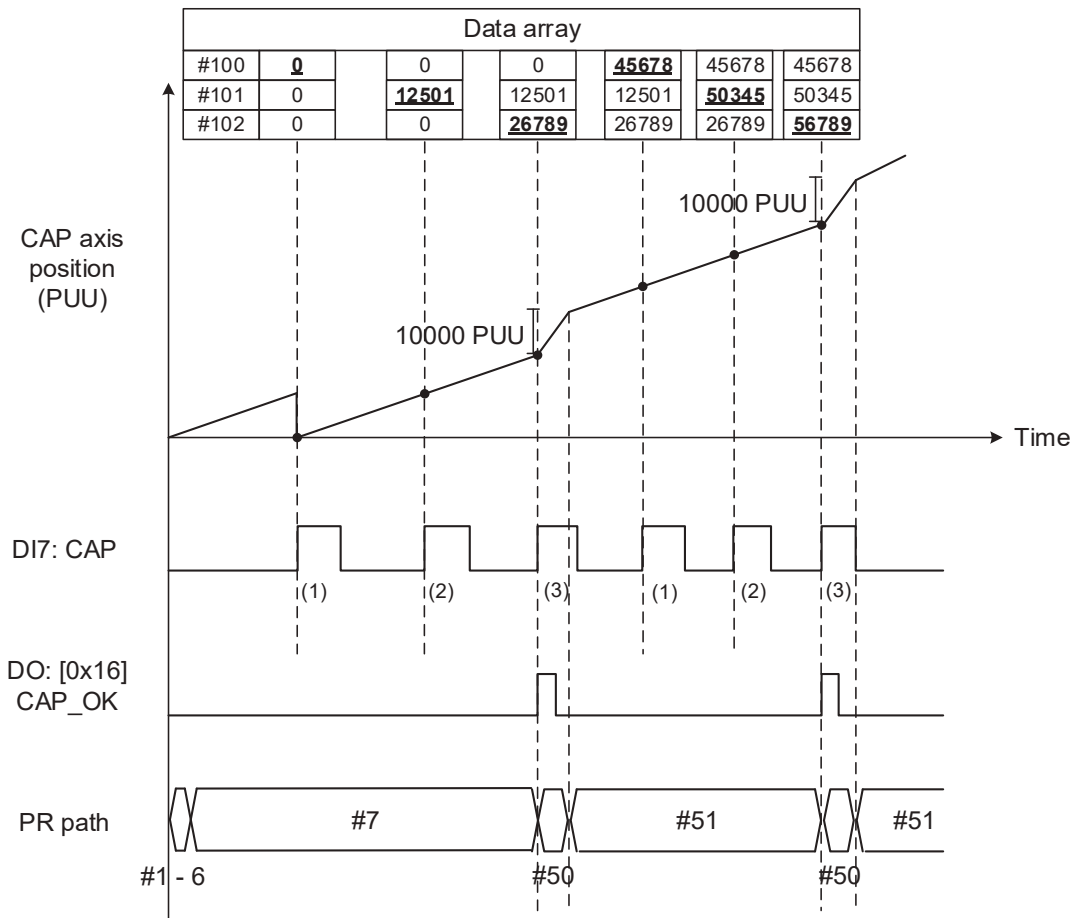 Data array
#100 0 0 0 45678 45678 45678
#101 0 12501 12501 12501 50345 50345
#102 0 0 26789 26789 26789 56789
10000 PUU
CAP axis
position
(PUU)
10000 PUU
Time
DI7: CAP
(1) (2) (3) (1) (2) (3)
DO: [0x16]
CAP_OK
PR path
#7 #51 #51
#1 - 6 #50 #50